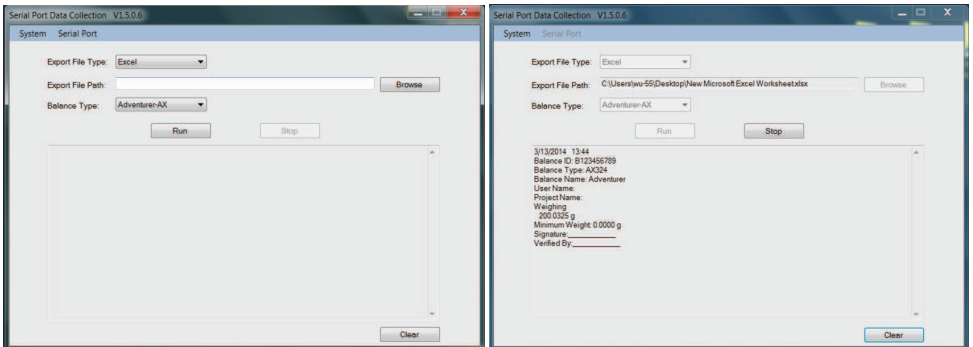 Serial Port Data Collection V1.5.0.6
System Serial Port
Export File Type: Excel
Export File Path: Browse
Balance Type: Adventurer-AX
Run Stop
Clear
Serial Port Data Collection V1.5.0.6
System Serial Port
Export File Type: Excel
Export File Path: C:\Users\wu-55\Desktop\New Microsoft Excel Worksheet.xlsx Browse
Balance Type: Adventurer-AX
Run Stop
3/13/2014 13:44
Balance ID: B123456789
Balance Type: AX324
Balance Name: Adventurer
User Name:
Project Name:
Weighing
200.0325 g
Minimum Weight: 0.0000 g
Signature:___________
Verified By:___________
Clear